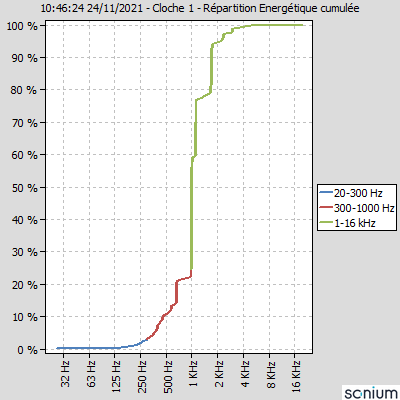 10:46:24 24/11/2021 - Cloche 1 - Répartition Energétique cumulée
100 %
90 %
80 %
70 %
60 %
50 %
40 %
30 %
20 %
10 %
0 %
20-300 Hz
300-1000 Hz
1-16 kHz
32 Hz
63 Hz
125 Hz
250 Hz
500 Hz
1 KHz
2 KHz
4 KHz
8 KHz
16 KHz
sonium